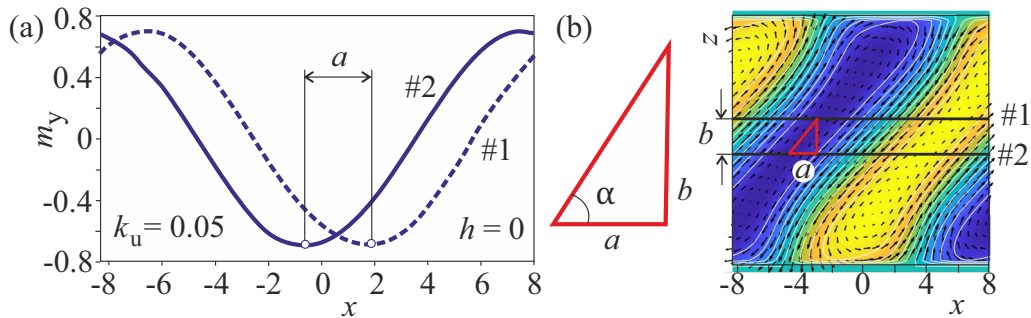 (a)
m_y
0.8
0.4
0
-0.4
-0.8
a
#2
#1
k_u = 0.05
h = 0
-8 -6 -4 -2 0 2 4 6 8
x
(b)
α
b
a
z
b
a
#1
#2
-8 -4 0 4 8
x